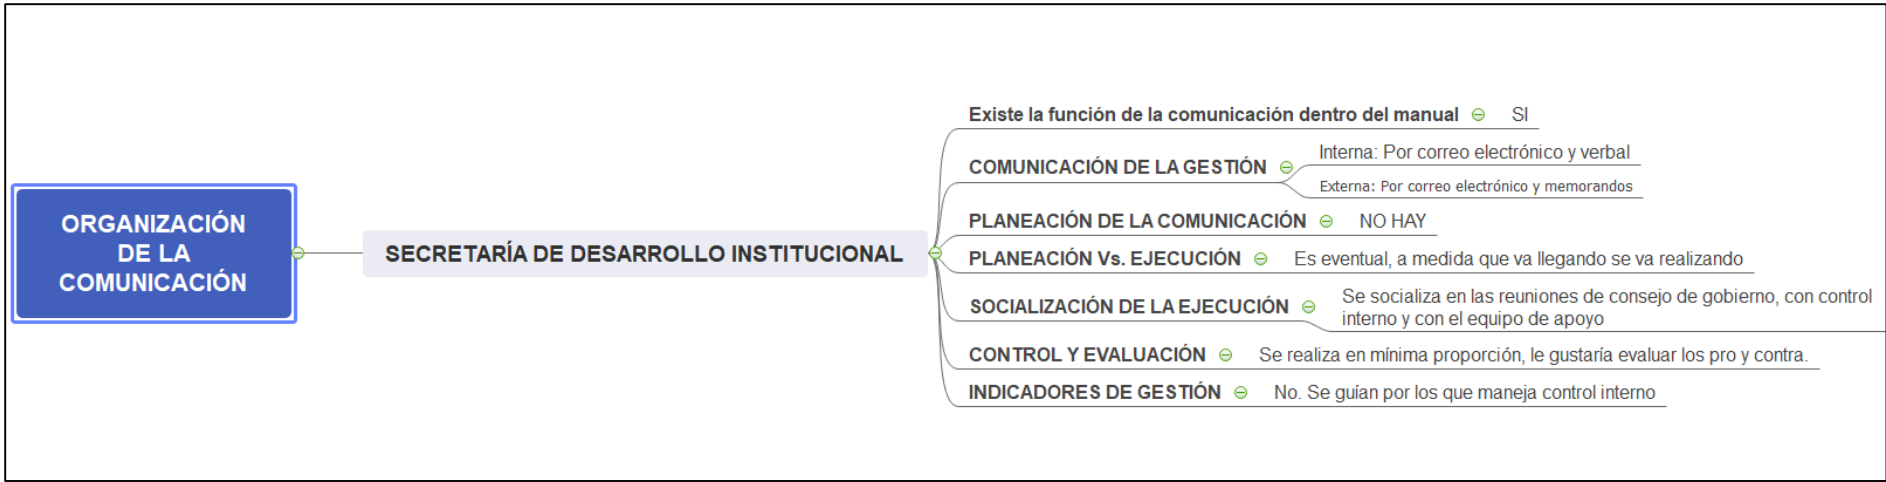 ORGANIZACIÓN
DE LA
COMUNICACIÓN
SECRETARÍA DE DESARROLLO INSTITUCIONAL
Existe la función de la comunicación dentro del manual SI
COMUNICACIÓN DE LA GESTIÓN
Interna: Por correo electrónico y verbal
Externa: Por correo electrónico y memorandos
PLANEACIÓN DE LA COMUNICACIÓN NO HAY
PLANEACIÓN Vs. EJECUCIÓN Es eventual, a medida que va llegando se va realizando
SOCIALIZACIÓN DE LA EJECUCIÓN
Se socializa en las reuniones de consejo de gobierno, con control
interno y con el equipo de apoyo
CONTROL Y EVALUACIÓN Se realiza en mínima proporción, le gustaría evaluar los pro y contra.
INDICADORES DE GESTIÓN No. Se guían por los que maneja control interno